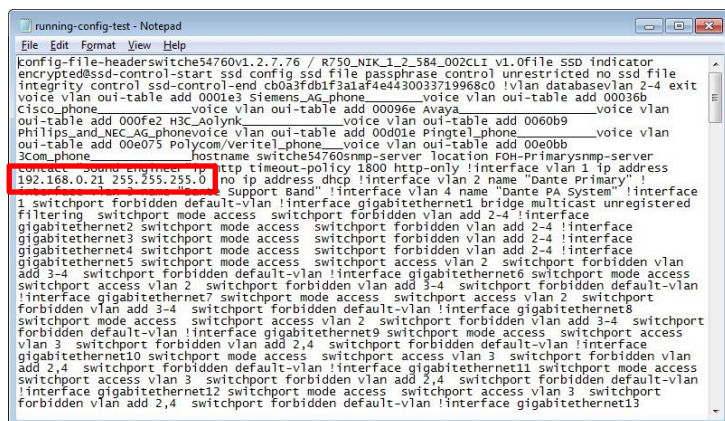 running-config-test - Notepad
File Edit Format View Help
config-file-headerswitche54760v1.2.7.76 / R750_NIK_1_2_584_002CLI v1.0file SSD indicator
encrypted@ssd-control-start ssd config ssd file passphrase control unrestricted no ssd file
integrity control ssd-control-end cb0a3fdb1f3a1af4e4430033719968c0 !vlan databasevlan 2-4 exit
voice vlan oui-table add 0001e3 Siemens_AG_phone________voice vlan oui-table add 00036b
Cisco_phone_____________voice vlan oui-table add 00096e Avaya___________________voice vlan
oui-table add 000fe2 H3C_Aolynk______________voice vlan oui-table add 0060b9
Philips_and_NEC_AG_phonevoice vlan oui-table add 00d01e Pingtel_phone___________voice vlan
oui-table add 00e075 Polycom/Veritel_phone___voice vlan oui-table add 00e0bb
3Com_phone______________hostname switche54760snmp-server location FOH-Primarysnmp-server
contact "Sound Engineer"ip http timeout-policy 1800 http-only !interface vlan 1 ip address
192.168.0.21 255.255.255.0 no ip address dhcp !interface vlan 2 name "Dante Primary" !
interface vlan 3 name "Dante Support Band" !interface vlan 4 name "Dante PA System" !interface
1 switchport forbidden default-vlan !interface gigabitethernet1 bridge multicast unregistered
filtering switchport mode access switchport forbidden vlan add 2-4 !interface
gigabitethernet2 switchport mode access switchport forbidden vlan add 2-4 !interface
gigabitethernet3 switchport mode access switchport forbidden vlan add 2-4 !interface
gigabitethernet4 switchport mode access switchport forbidden vlan add 2-4 !interface
gigabitethernet5 switchport mode access switchport access vlan 2 switchport forbidden vlan
add 3-4 switchport forbidden default-vlan !interface gigabitethernet6 switchport mode access
switchport access vlan 2 switchport forbidden vlan add 3-4 switchport forbidden default-vlan
!interface gigabitethernet7 switchport mode access switchport access vlan 2 switchport
forbidden vlan add 3-4 switchport forbidden default-vlan !interface gigabitethernet8
switchport mode access switchport access vlan 2 switchport forbidden vlan add 3-4 switchport
forbidden default-vlan !interface gigabitethernet9 switchport mode access switchport access
vlan 3 switchport forbidden vlan add 2,4 switchport forbidden default-vlan !interface
gigabitethernet10 switchport mode access switchport access vlan 3 switchport forbidden vlan
add 2,4 switchport forbidden default-vlan !interface gigabitethernet11 switchport mode access
switchport access vlan 3 switchport forbidden vlan add 2,4 switchport forbidden default-vlan
!interface gigabitethernet12 switchport mode access switchport access vlan 3 switchport
forbidden vlan add 2,4 switchport forbidden default-vlan !interface gigabitethernet13